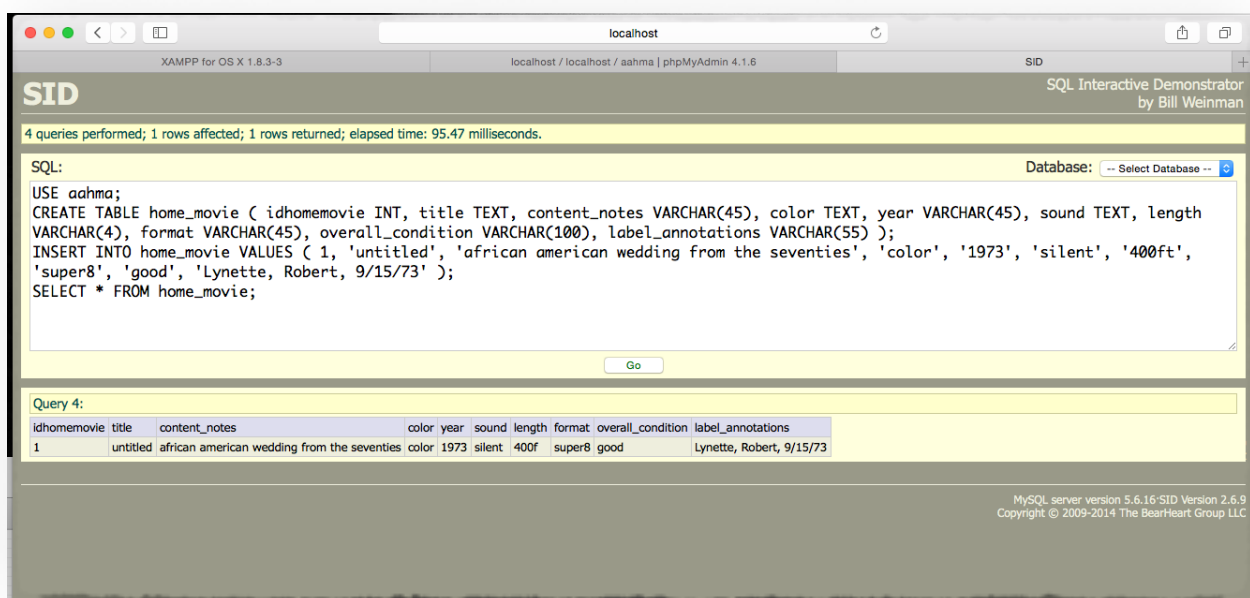 localhost
XAMPP for OS X 1.8.3-3
localhost / localhost / aahma | phpMyAdmin 4.1.6
SID
SID
SQL Interactive Demonstrator
by Bill Weinman
4 queries performed; 1 rows affected; 1 rows returned; elapsed time: 95.47 milliseconds.
SQL:
Database:
-- Select Database --
USE aahma;
CREATE TABLE home_movie ( idhomemovie INT, title TEXT, content_notes VARCHAR(45), color TEXT, year VARCHAR(45), sound TEXT, length
VARCHAR(4), format VARCHAR(45), overall_condition VARCHAR(100), label_annotations VARCHAR(55) );
INSERT INTO home_movie VALUES ( 1, 'untitled', 'african american wedding from the seventies', 'color', '1973', 'silent', '400ft',
'super8', 'good', 'Lynette, Robert, 9/15/73' );
SELECT * FROM home_movie;
Go
Query 4:
idhomemovie title content_notes color year sound length format overall_condition label_annotations
1 untitled african american wedding from the seventies color 1973 silent 400f super8 good Lynette, Robert, 9/15/73
MySQL server version 5.6.16·SID Version 2.6.9
Copyright © 2009-2014 The BearHeart Group LLC